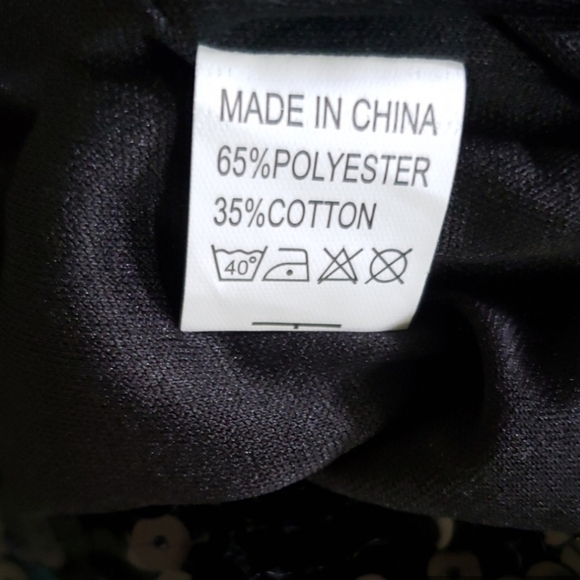 MADE IN CHINA
65%POLYESTER
35%COTTON
40°